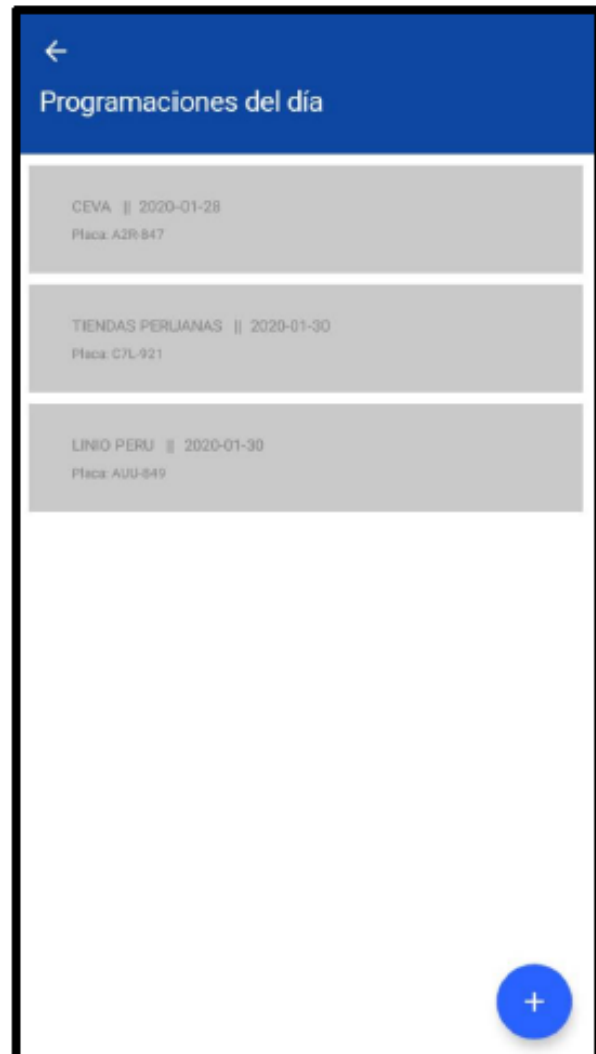 Programaciones del día
CEVA || 2020-01-28
Placa: A2R-847
TIENDAS PERUANAS || 2020-01-30
Placa: C7L-921
LINIO PERU || 2020-01-30
Placa: AUU-849
+